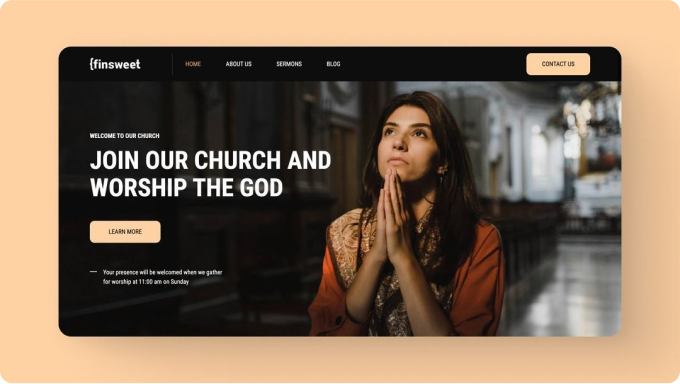 {finsweet
HOME
ABOUT US
SERMONS
BLOG
CONTACT US
WELCOME TO OUR CHURCH
JOIN OUR CHURCH AND
WORSHIP THE GOD
LEARN MORE
Your presence will be welcomed when we gather
for worship at 11:00 am on Sunday